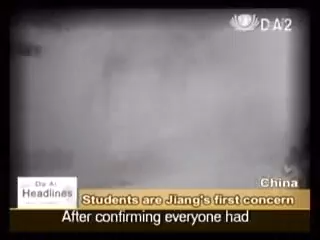 DA2
China
Da Ai
Headlines
Students are Jiang's first concern
After confirming everyone had